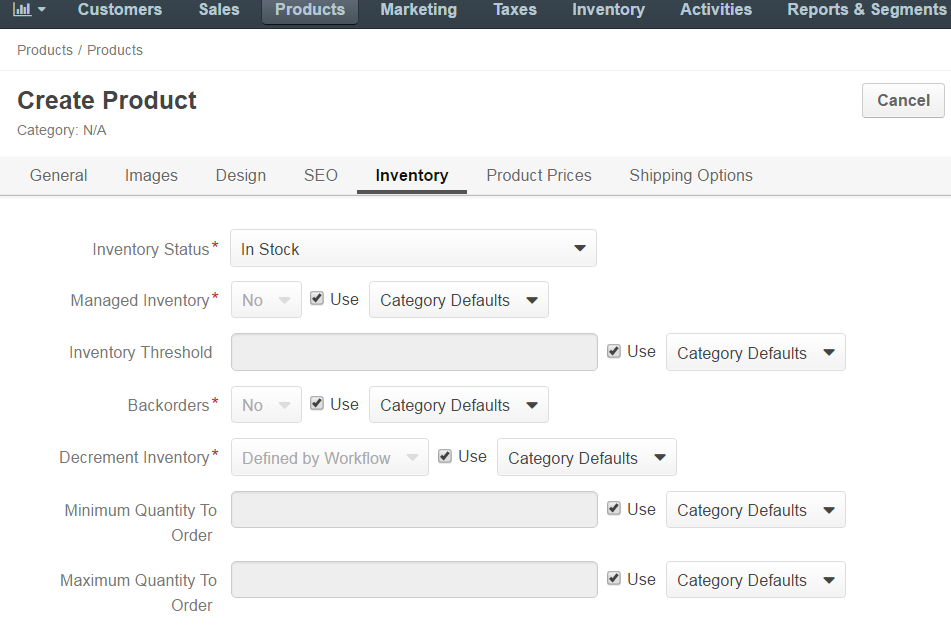 Customers Sales Products Marketing Taxes Inventory Activities Reports & Segments
Products / Products
Create Product
Cancel
Category: N/A
General Images Design SEO Inventory Product Prices Shipping Options
Inventory Status* In Stock
Managed Inventory* No Use Category Defaults
Inventory Threshold Use Category Defaults
Backorders* No Use Category Defaults
Decrement Inventory* Defined by Workflow Use Category Defaults
Minimum Quantity To Use Category Defaults
Order
Maximum Quantity To Use Category Defaults
Order